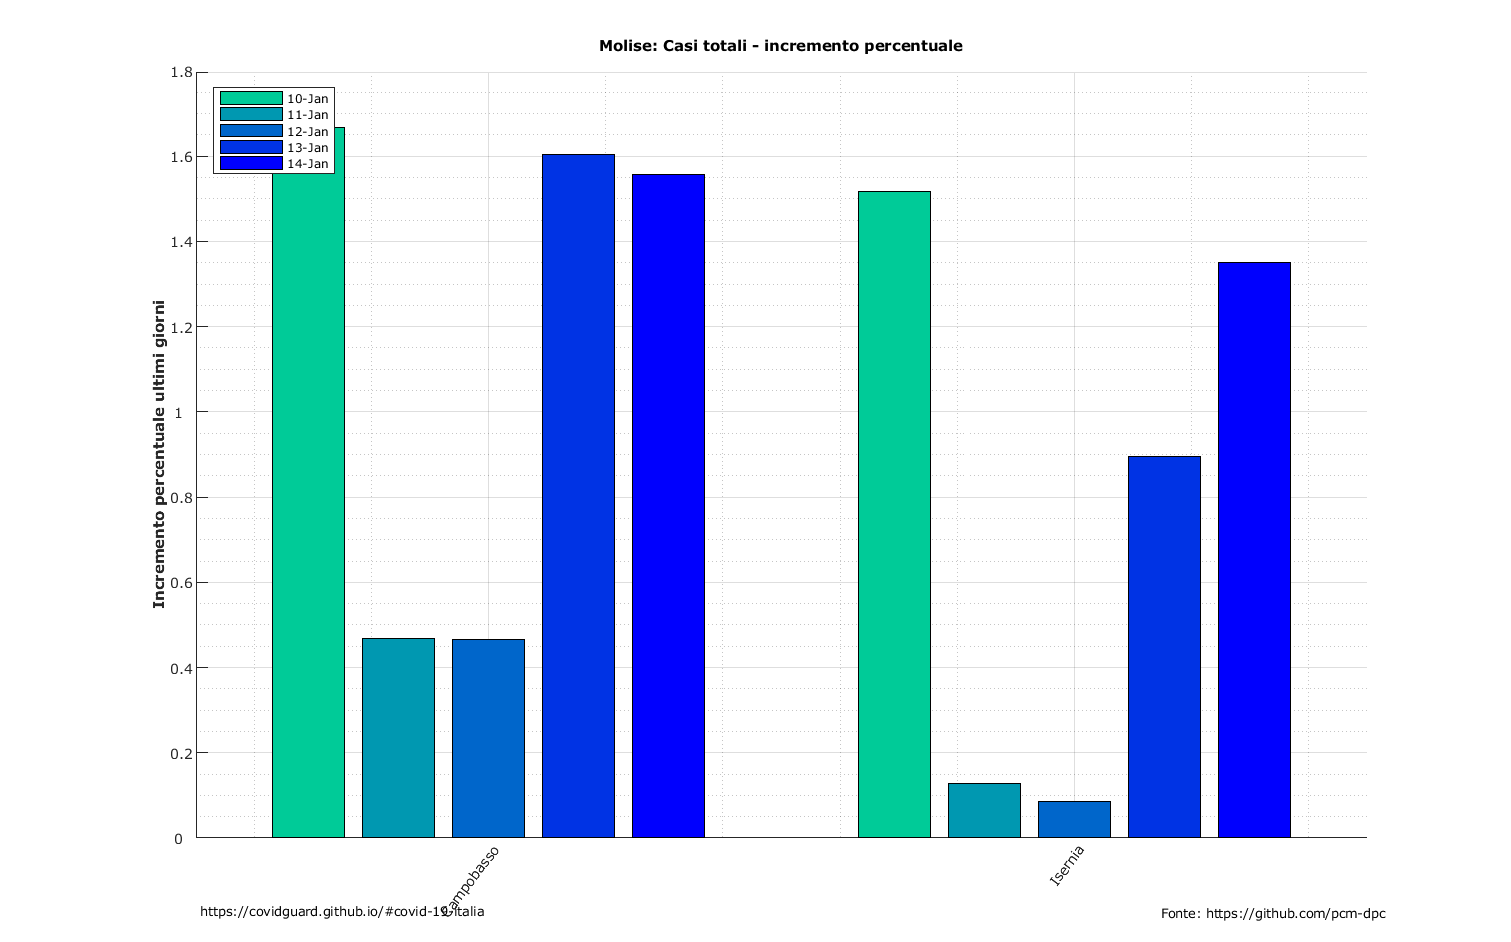 Molise: Casi totali - incremento percentuale
Incremento percentuale ultimi giorni
1.8
1.6
1.4
1.2
1
0.8
0.6
0.4
0.2
0
10-Jan
11-Jan
12-Jan
13-Jan
14-Jan
Campobasso
Isernia
https://covidguard.github.io/#covid-19-italia
Fonte: https://github.com/pcm-dpc